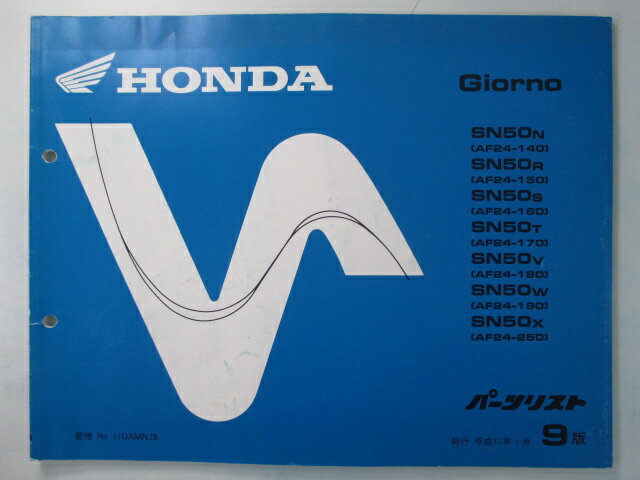 HONDA
Giorno
SN50N
(AF24-140)
SN50R
(AF24-150)
SN50S
(AF24-160)
SN50T
(AF24-170)
SN50V
(AF24-180)
SN50W
(AF24-190)
SN50X
(AF24-250)
パーツリスト
管理 No. 11GAMNJ9
発行 平成11年1月 9版